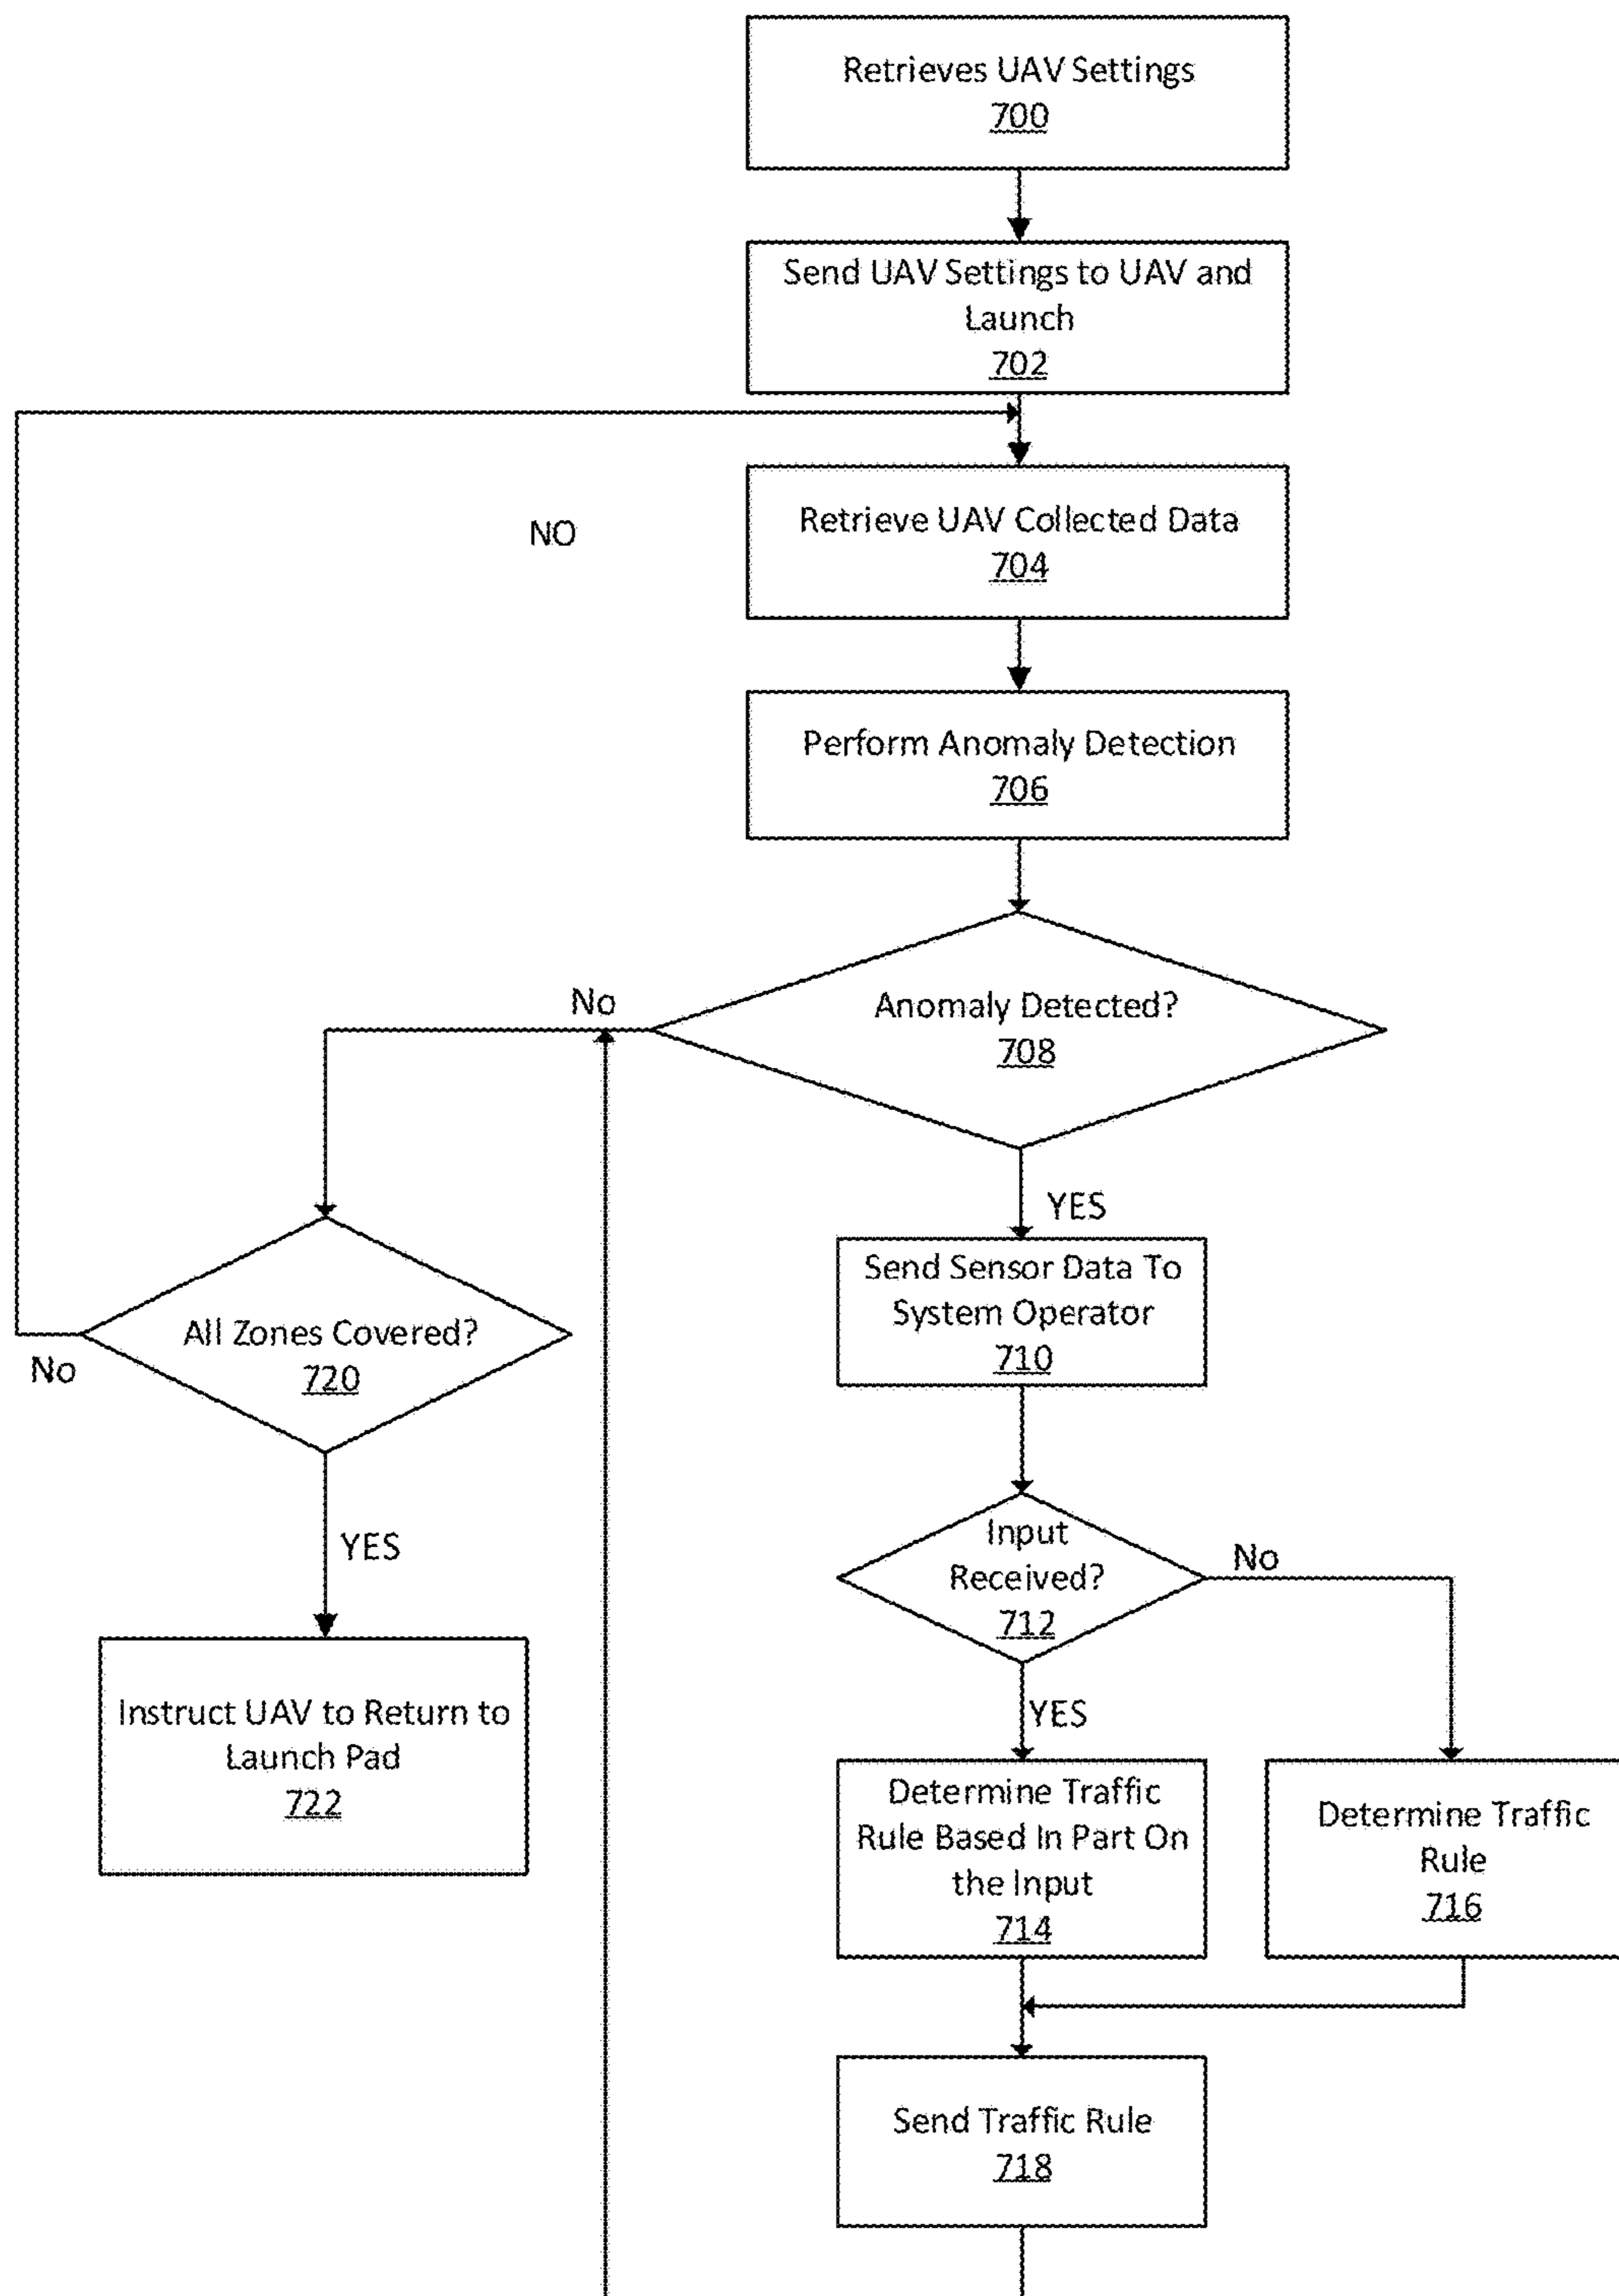 Retrieves UAV Settings
700
Send UAV Settings to UAV and
Launch
702
NO
Retrieve UAV Collected Data
704
Perform Anomaly Detection
706
No
Anomaly Detected?
708
YES
Send Sensor Data To
System Operator
710
All Zones Covered?
720
No
YES
Instruct UAV to Return to
Launch Pad
722
Input
Received?
712
No
YES
Determine Traffic
Rule Based In Part On
the Input
714
Determine Traffic
Rule
716
Send Traffic Rule
718